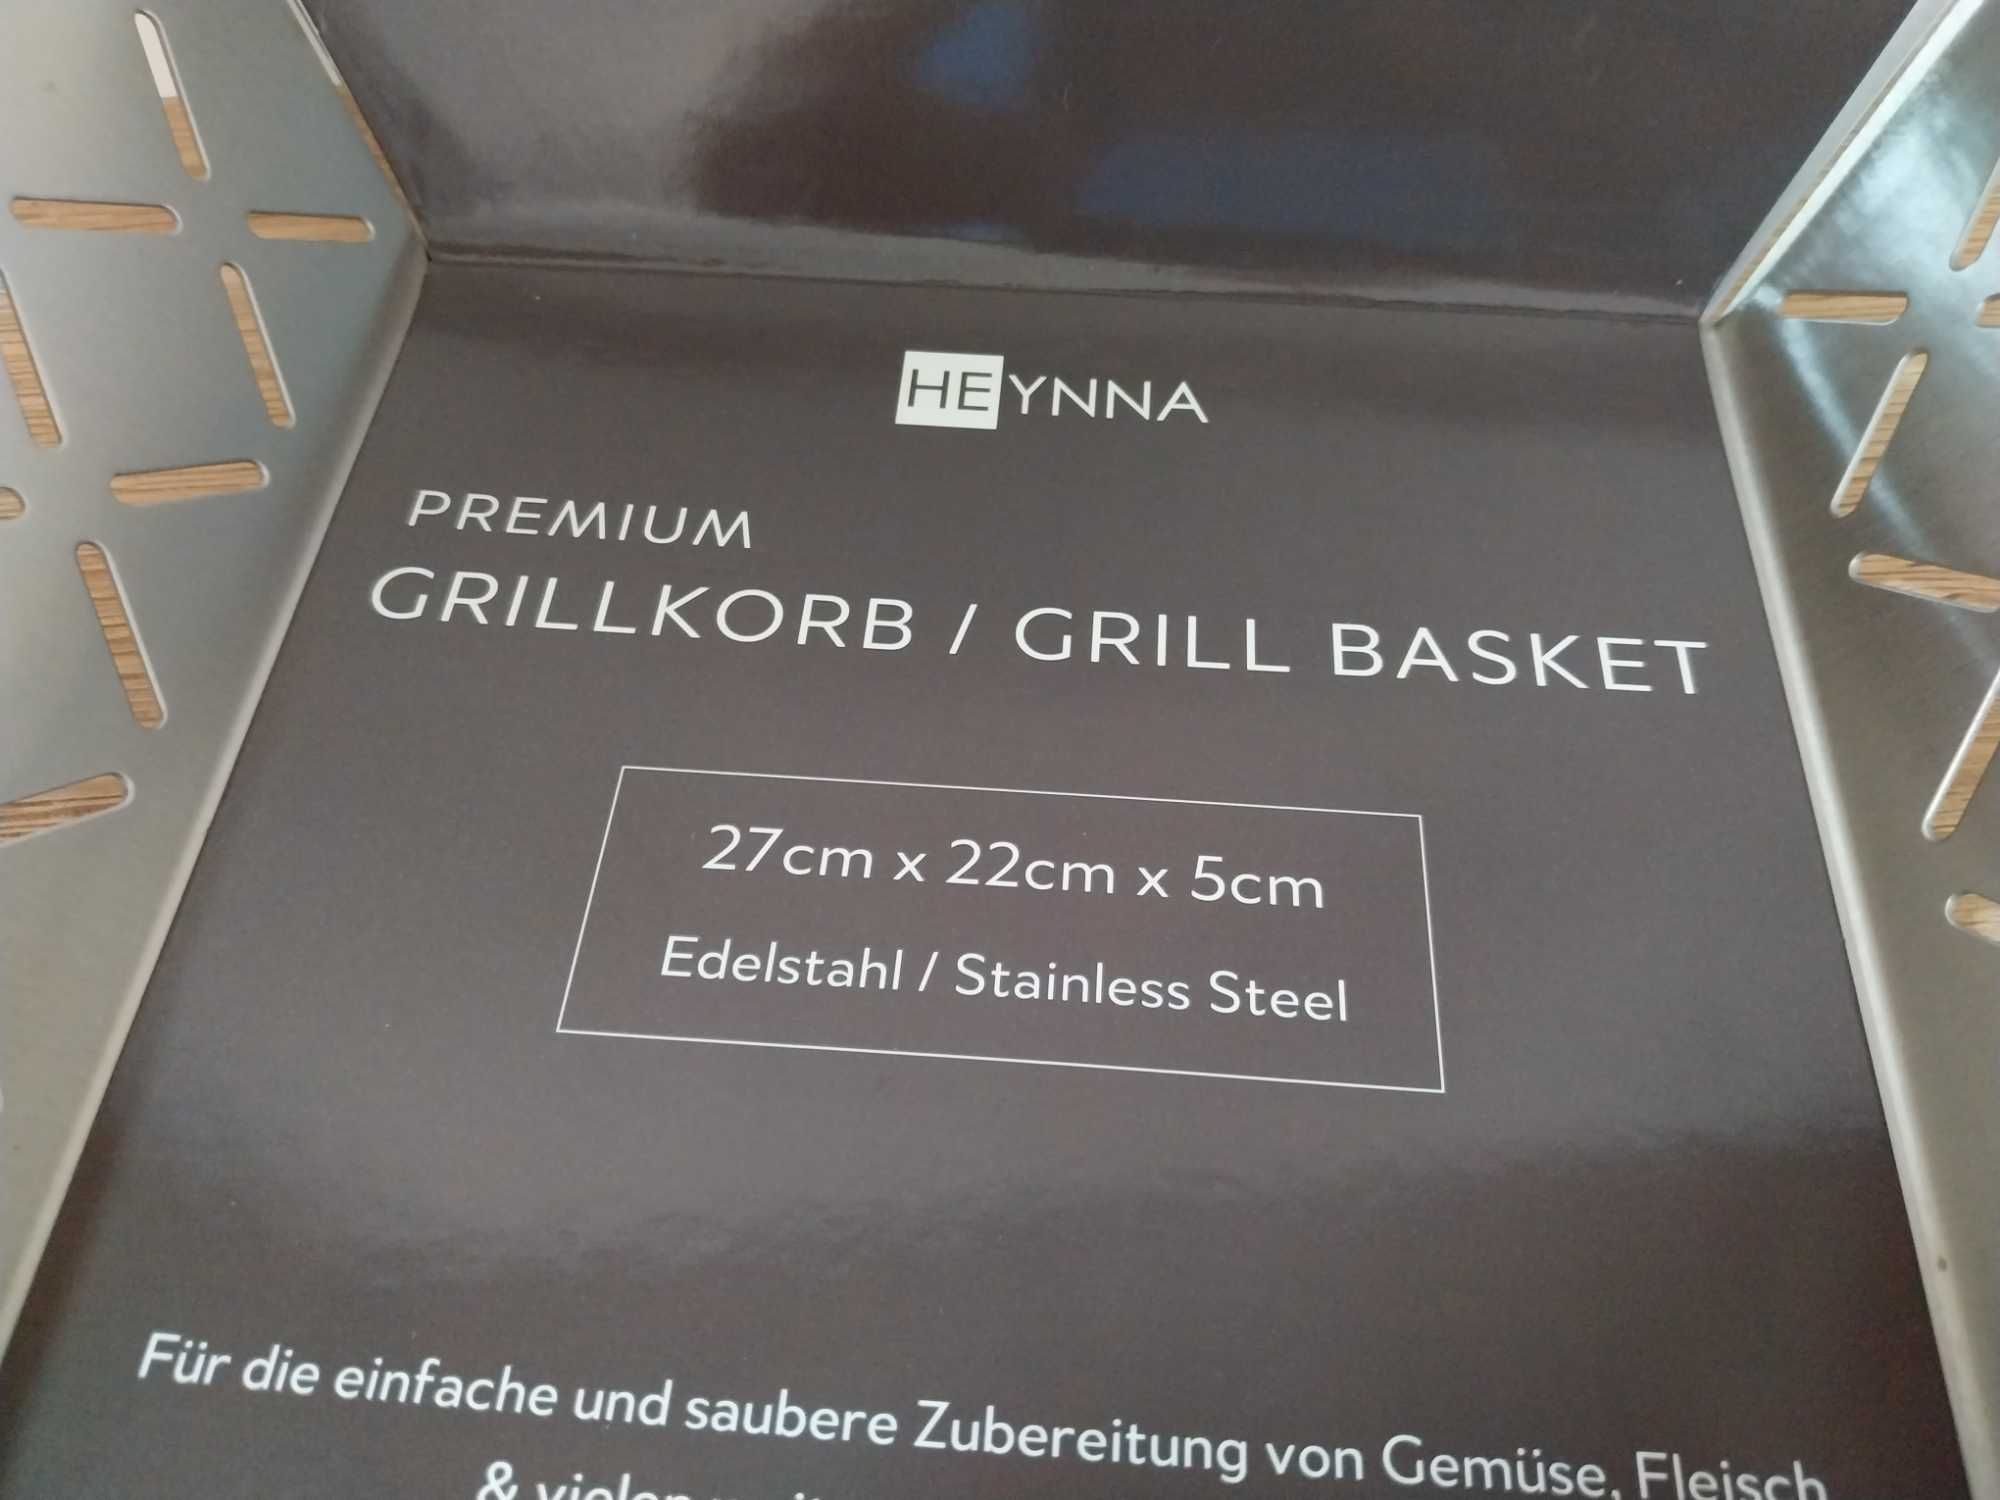 HEYNNA
PREMIUM
GRILLKORB / GRILL BASKET
27cm x 22cm x 5cm
Edelstahl / Stainless Steel
Für die einfache und saubere Zubereitung von Gemüse, Fleisch
& vielen